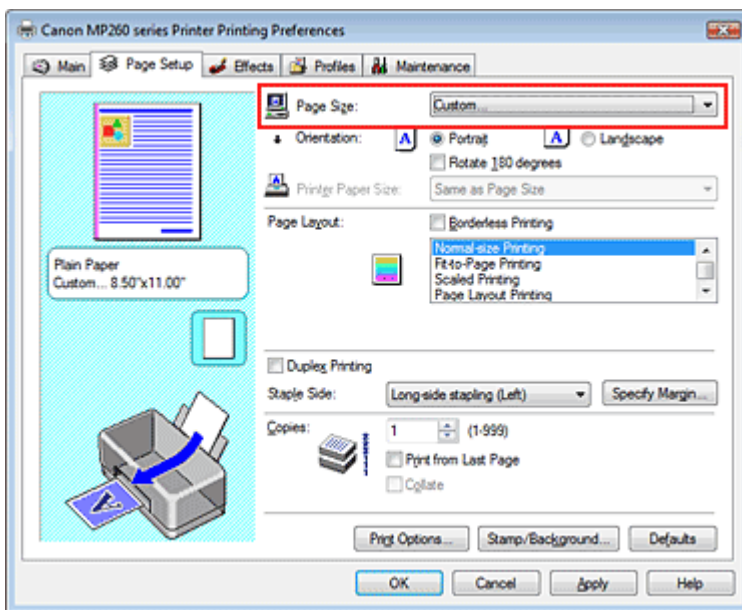 Canon MP260 series Printer Printing Preferences
Main Page Setup Effects Profiles Maintenance
Page Size: Custom...
Orientation: A Portrait A Landscape
Rotate 180 degrees
Printer Paper Size: Same as Page Size
Page Layout: Borderless Printing
Normal-size Printing
Fit-to-Page Printing
Scaled Printing
Page Layout Printing
Plain Paper
Custom... 8.50"x11.00"
Duplex Printing
Staple Side: Long-side stapling (Left) Specify Margin...
Copies: 1 (1-999)
Print from Last Page
Collate
Print Options... Stamp/Background... Defaults
OK Cancel Apply Help